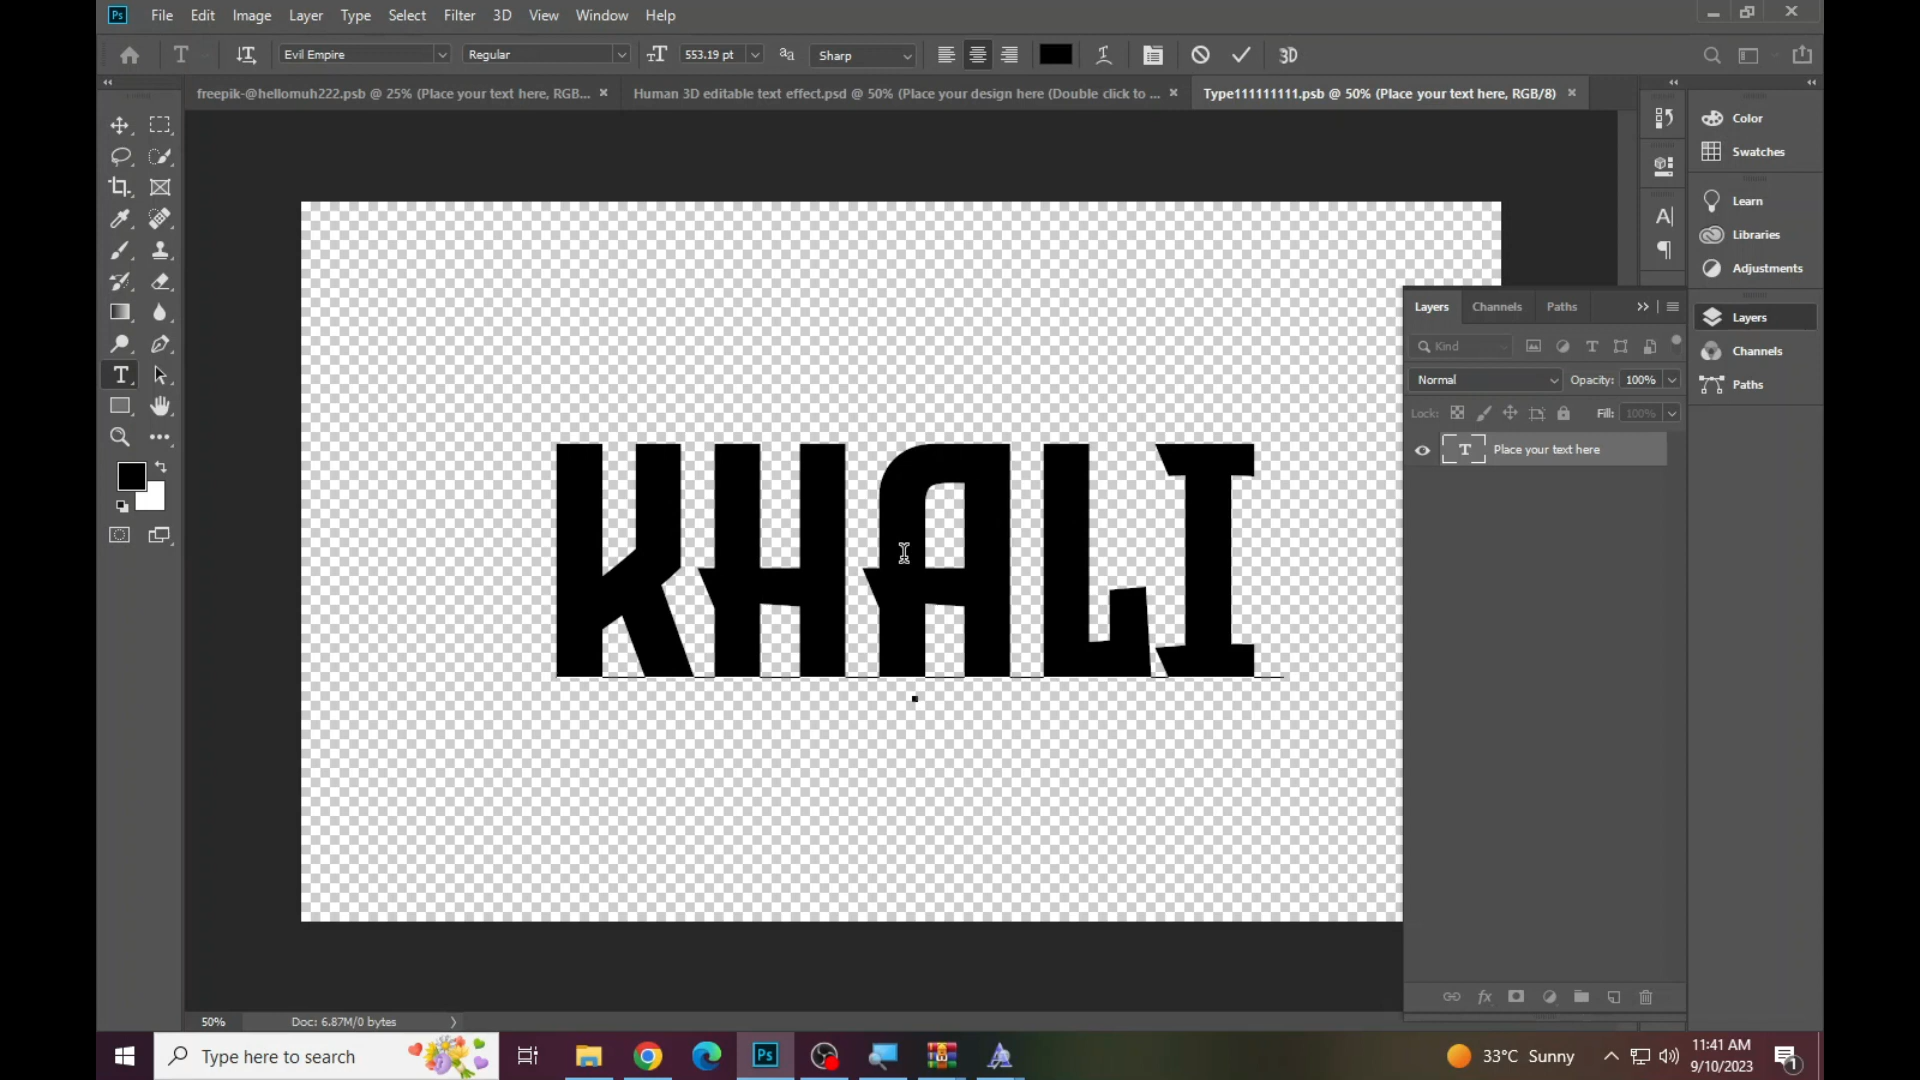 Ps File Edit Image Layer Type Select Filter 3D View Window Help
T Evil Empire Regular 553.19 pt aa Sharp 3D
freepik-@hellomuh222.psb @ 25% (Place your text here, RGB... × Human 3D editable text effect.psd @ 50% (Place your design here (Double click to ... × Type111111111.psb @ 50% (Place your text here, RGB/8) ×
Color
Swatches
Learn
Libraries
Adjustments
Layers
Channels
Paths
Layers Channels Paths
Kind
Normal Opacity: 100%
Lock: Fill: 100%
T Place your text here
KHALI
50% Doc: 6.87M/0 bytes
Type here to search
Ps
33°C Sunny
11:41 AM
9/10/2023
1